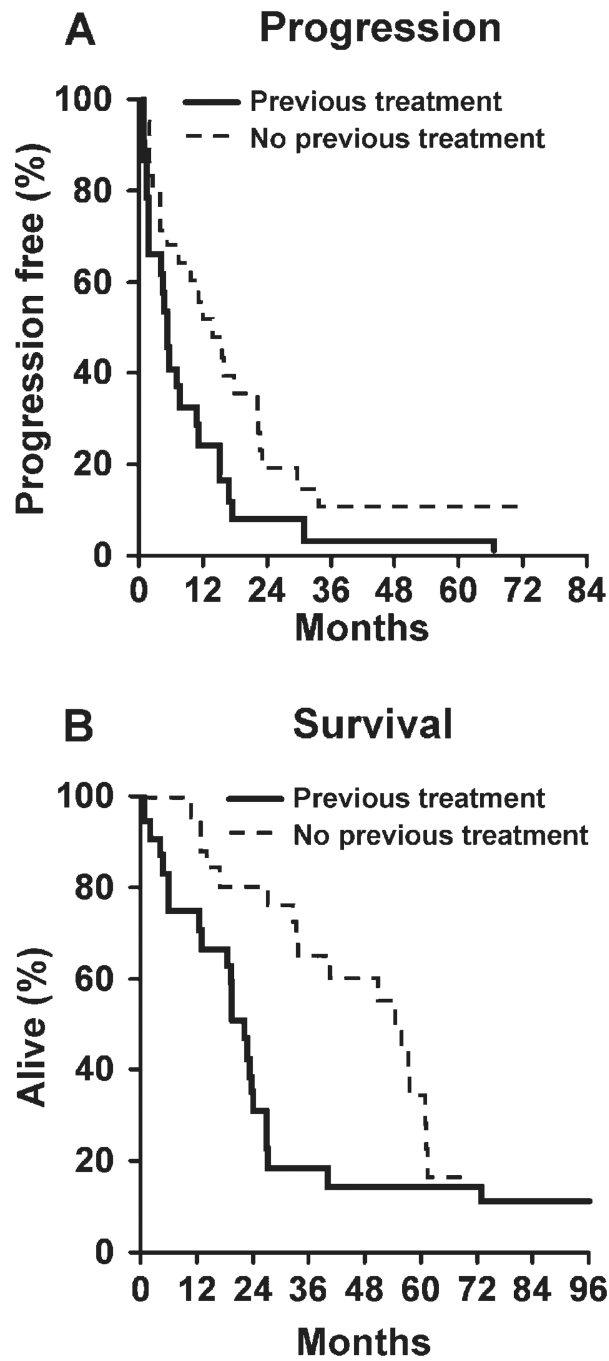 A Progression
Previous treatment
No previous treatment
Progression free (%)
100
80
60
40
20
0
0 12 24 36 48 60 72 84
Months
B Survival
Previous treatment
No previous treatment
Alive (%)
100
80
60
40
20
0
0 12 24 36 48 60 72 84 96
Months